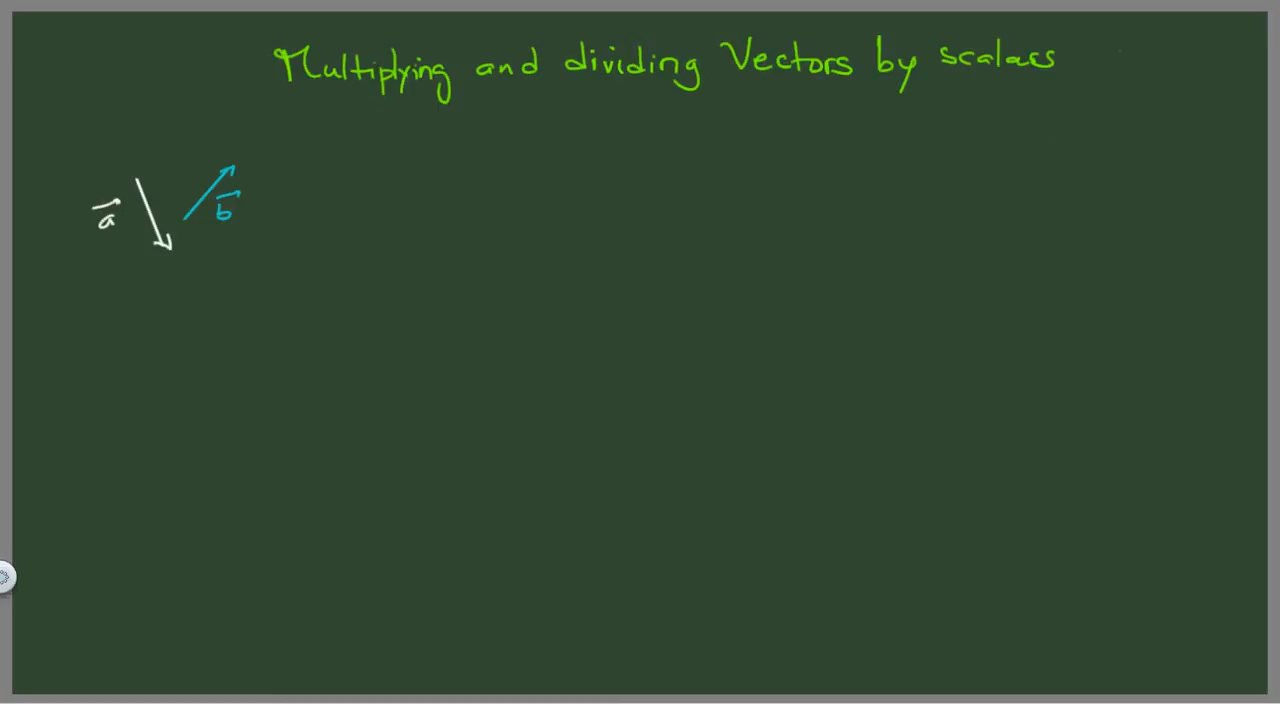 Multiplying and dividing Vectors by scalars
a⃗
b⃗